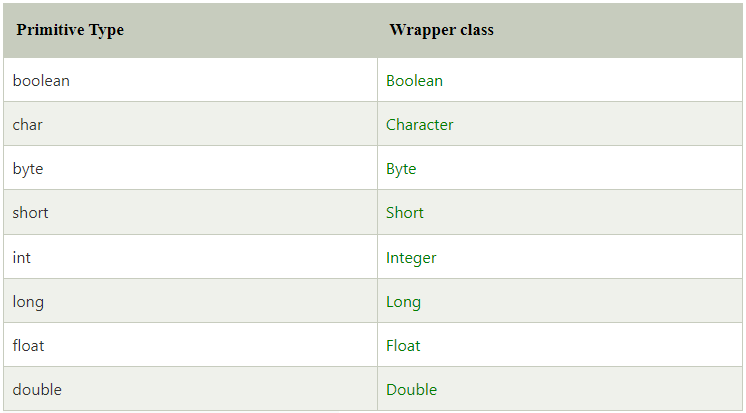 Primitive Type Wrapper class
boolean Boolean
char Character
byte Byte
short Short
int Integer
long Long
float Float
double Double